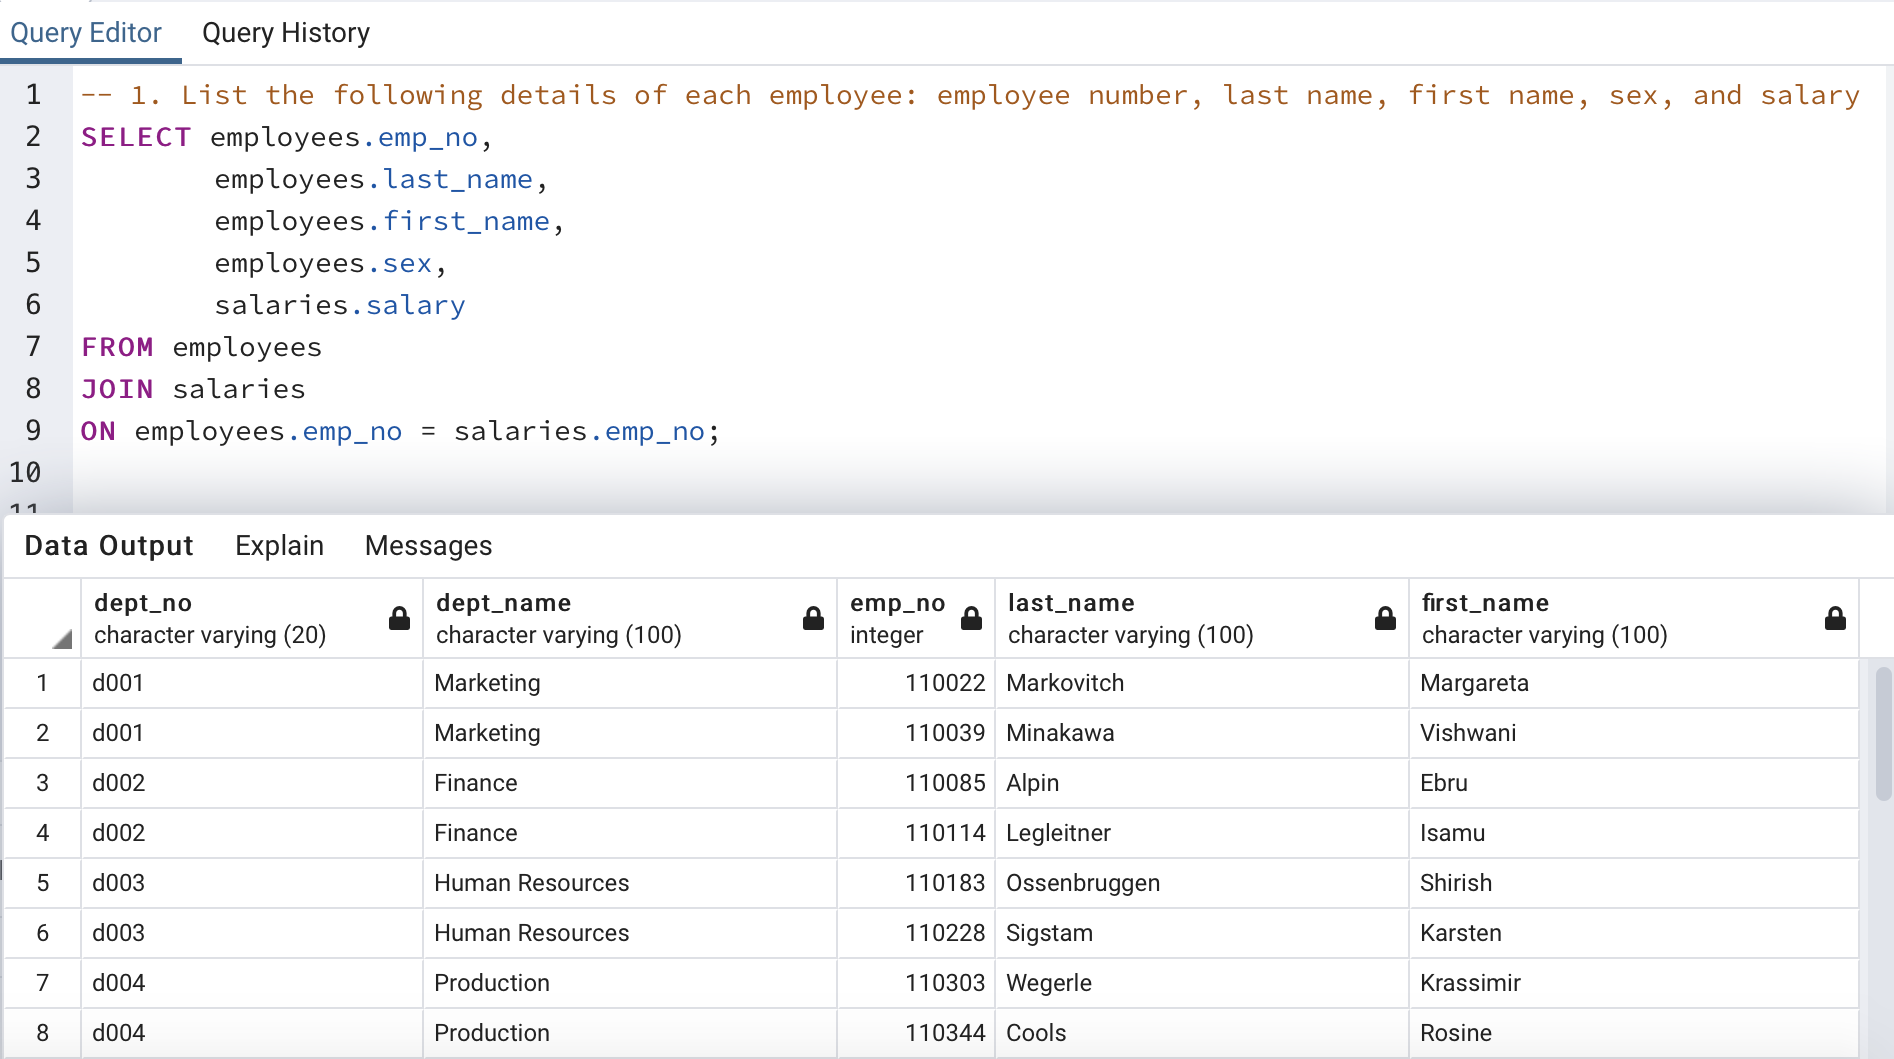 Query Editor Query History
1 -- 1. List the following details of each employee: employee number, last name, first name, sex, and salary
2 SELECT employees.emp_no,
3 employees.last_name,
4 employees.first_name,
5 employees.sex,
6 salaries.salary
7 FROM employees
8 JOIN salaries
9 ON employees.emp_no = salaries.emp_no;
10
11
Data Output Explain Messages
dept_no dept_name emp_no last_name first_name
character varying (20) character varying (100) integer character varying (100) character varying (100)
1 d001 Marketing 110022 Markovitch Margareta
2 d001 Marketing 110039 Minakawa Vishwani
3 d002 Finance 110085 Alpin Ebru
4 d002 Finance 110114 Legleitner Isamu
5 d003 Human Resources 110183 Ossenbruggen Shirish
6 d003 Human Resources 110228 Sigstam Karsten
7 d004 Production 110303 Wegerle Krassimir
8 d004 Production 110344 Cools Rosine